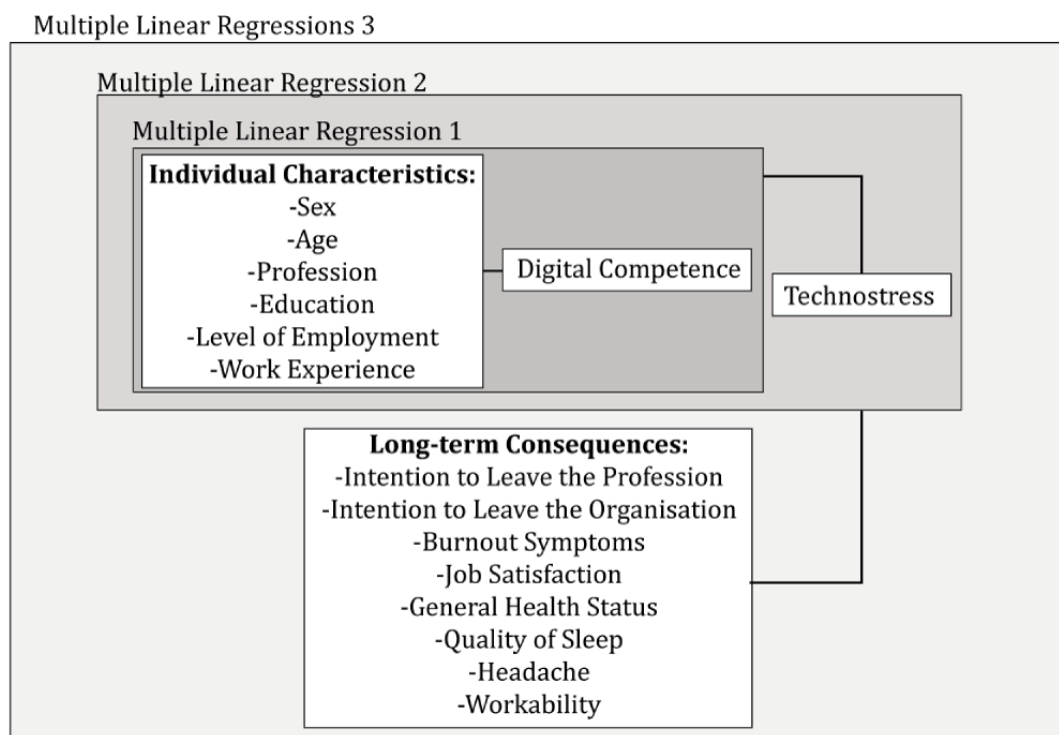 Multiple Linear Regressions 3
Multiple Linear Regression 2
Multiple Linear Regression 1
Individual Characteristics:
-Sex
-Age
-Profession
-Education
-Level of Employment
-Work Experience
Digital Competence
Technostress
Long-term Consequences:
-Intention to Leave the Profession
-Intention to Leave the Organisation
-Burnout Symptoms
-Job Satisfaction
-General Health Status
-Quality of Sleep
-Headache
-Workability